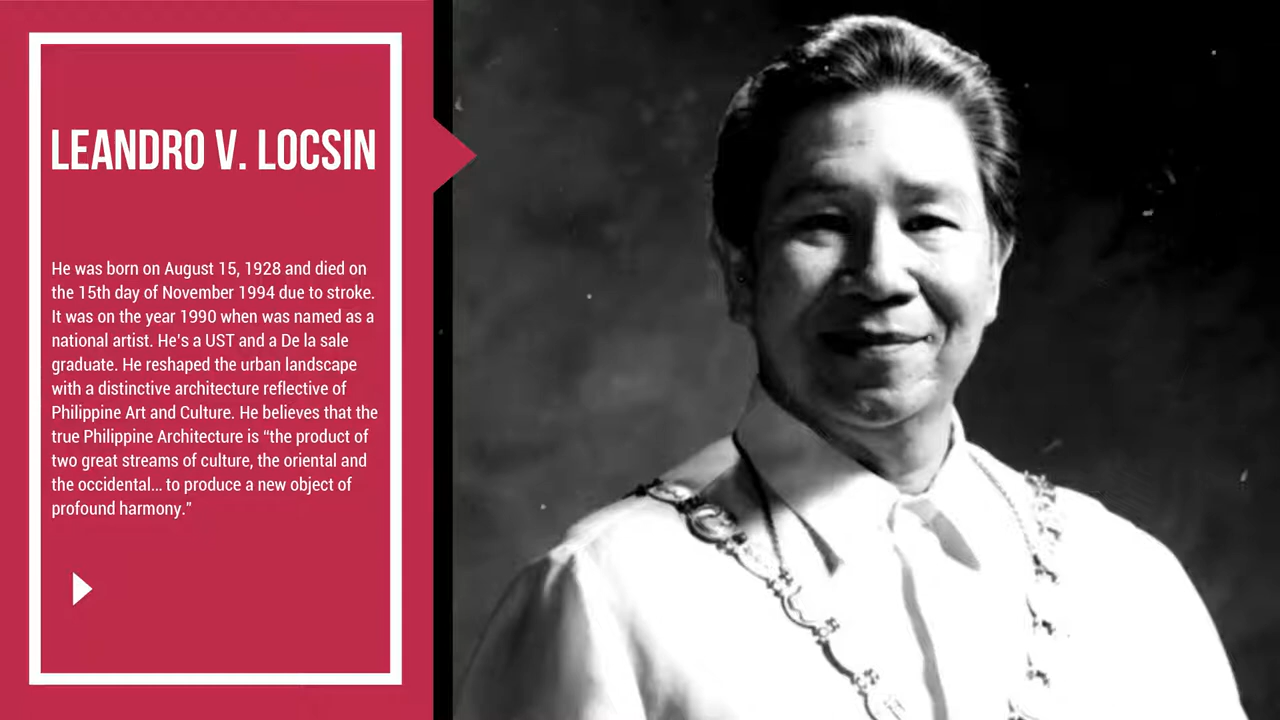 LEANDRO V. LOCSIN
He was born on August 15, 1928 and died on
the 15th day of November 1994 due to stroke.
It was on the year 1990 when was named as a
national artist. He's a UST and a De la sale
graduate. He reshaped the urban landscape
with a distinctive architecture reflective of
Philippine Art and Culture. He believes that the
true Philippine Architecture is “the product of
two great streams of culture, the oriental and
the occidental... to produce a new object of
profound harmony.”